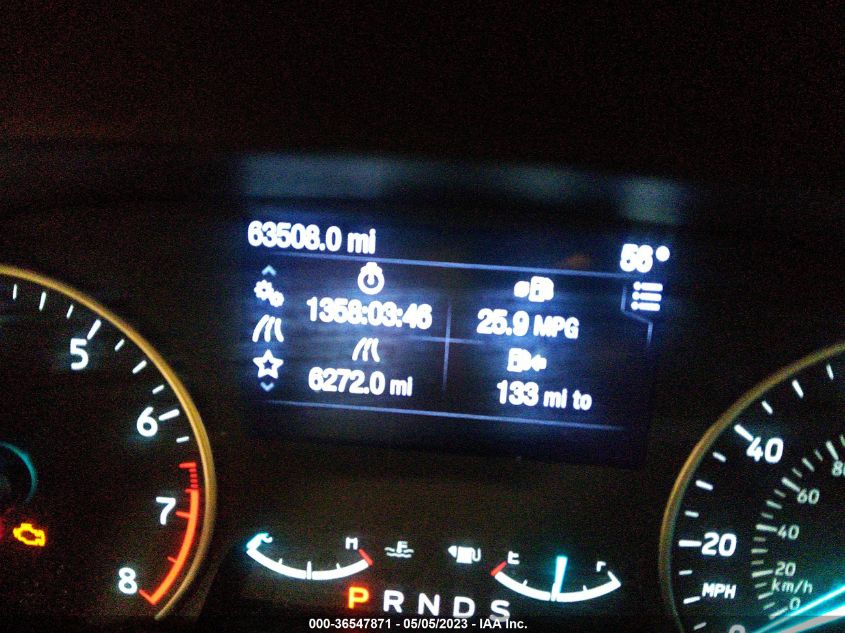 63508.0 mi
56°
1358:03:46
25.9 MPG
6272.0 mi
133 mi to
5
6
7
8
H
E
F
P R N D S
40
20
MPH
0
80
60
40
20
km/h
0
000-36547871 - 05/05/2023 - IAA Inc.